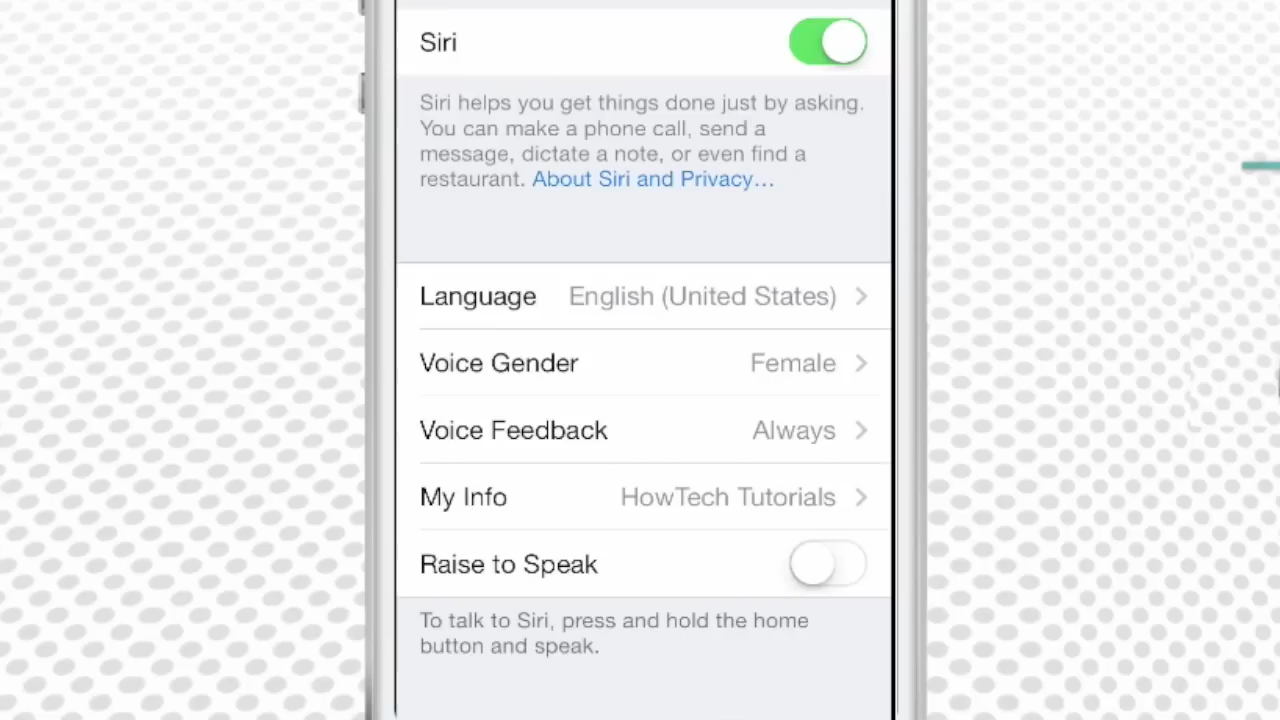 Siri
Siri helps you get things done just by asking.
You can make a phone call, send a
message, dictate a note, or even find a
restaurant. About Siri and Privacy...
Language English (United States)
Voice Gender Female
Voice Feedback Always
My Info HowTech Tutorials
Raise to Speak
To talk to Siri, press and hold the home
button and speak.